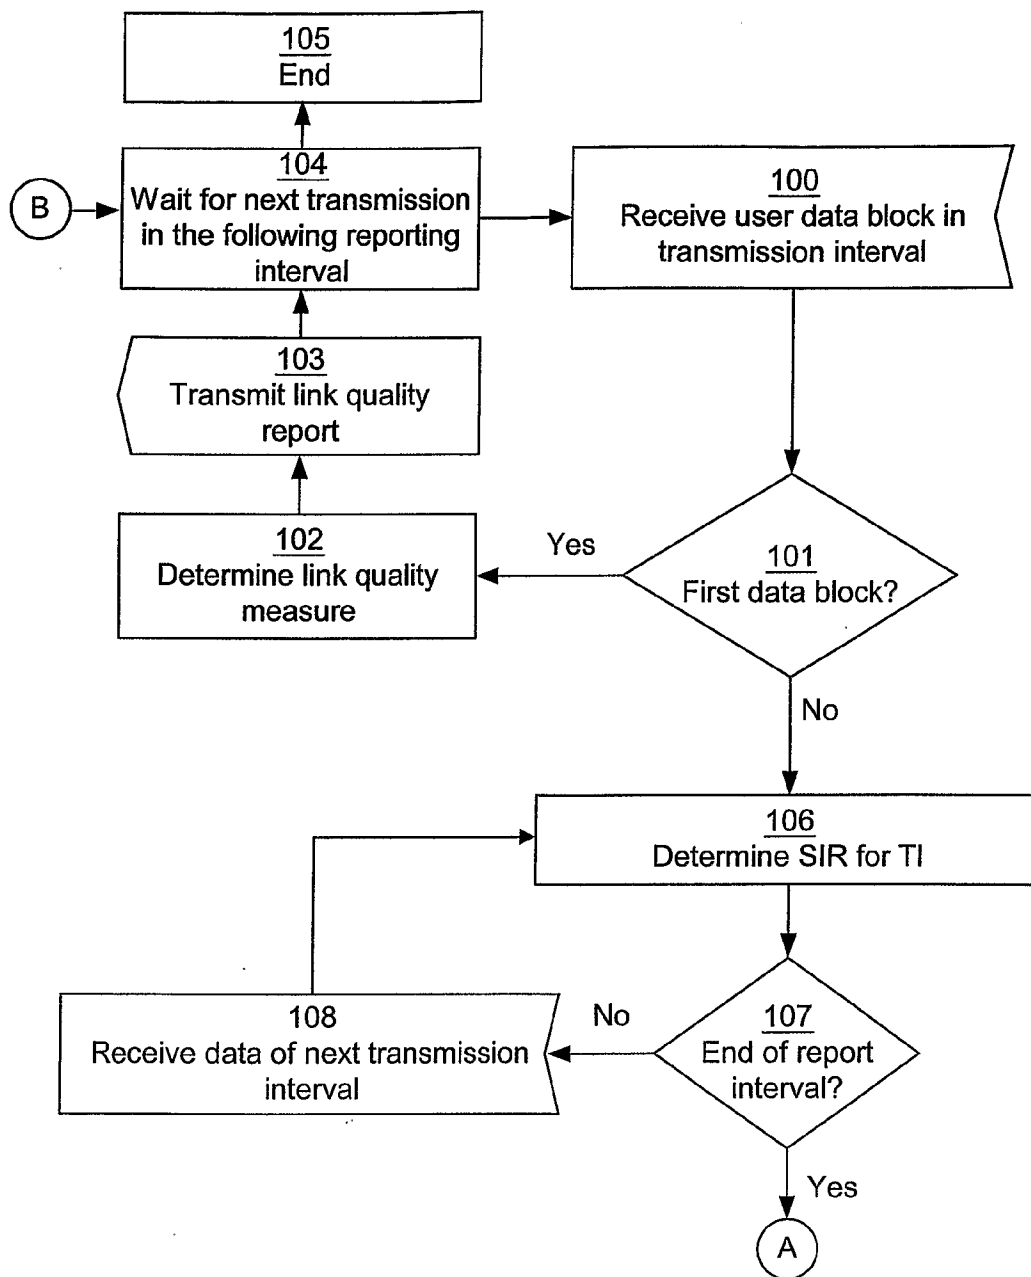 105
End
B
104
Wait for next transmission
in the following reporting
interval
100
Receive user data block in
transmission interval
103
Transmit link quality
report
102
Determine link quality
measure
Yes
101
First data block?
No
106
Determine SIR for TI
108
Receive data of next transmission
interval
No
107
End of report
interval?
Yes
A